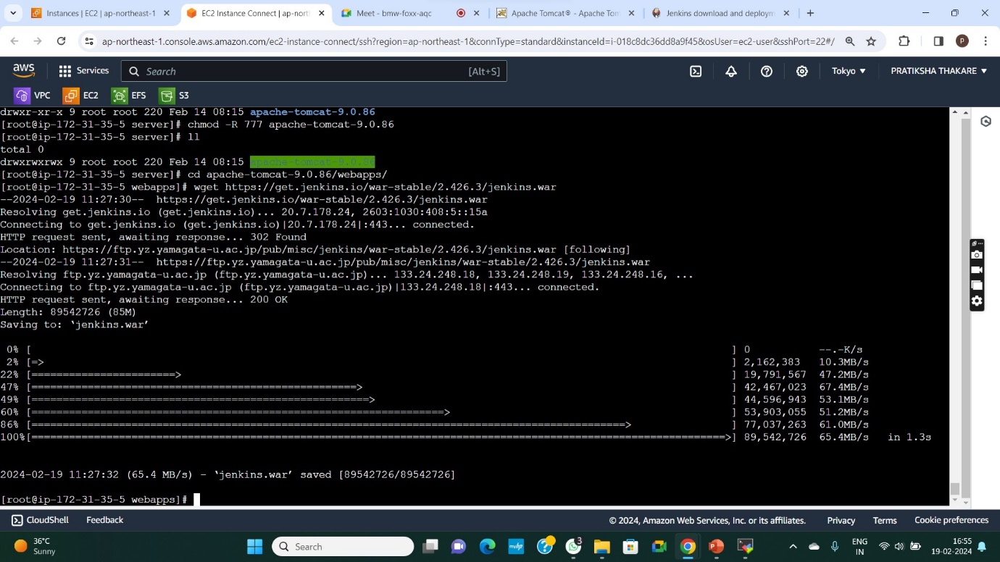 Instances | EC2 | ap-northeast-1
EC2 Instance Connect | ap-nort
Meet - bmw-foxx-aqc
Apache Tomcat® - Apache Tom
Jenkins download and deploym
ap-northeast-1.console.aws.amazon.com/ec2-instance-connect/ssh?region=ap-northeast-1&connType=standard&instanceId=i-018c8dc36dd8a9f45&osUser=ec2-user&sshPort=22#/
P
aws
Services
Search
[Alt+S]
Tokyo
PRATIKSHA THAKARE
VPC
EC2
EFS
S3
drwxr-xr-x 9 root root 220 Feb 14 08:15 apache-tomcat-9.0.86
[root@ip-172-31-35-5 server]# chmod -R 777 apache-tomcat-9.0.86
[root@ip-172-31-35-5 server]# ll
total 0
drwxrwxrwx 9 root root 220 Feb 14 08:15 apache-tomcat-9.0.86
[root@ip-172-31-35-5 server]# cd apache-tomcat-9.0.86/webapps/
[root@ip-172-31-35-5 webapps]# wget https://get.jenkins.io/war-stable/2.426.3/jenkins.war
--2024-02-19 11:27:30--  https://get.jenkins.io/war-stable/2.426.3/jenkins.war
Resolving get.jenkins.io (get.jenkins.io)... 20.7.178.24, 2603:1030:408:5::15a
Connecting to get.jenkins.io (get.jenkins.io)|20.7.178.24|:443... connected.
HTTP request sent, awaiting response... 302 Found
Location: https://ftp.yz.yamagata-u.ac.jp/pub/misc/jenkins/war-stable/2.426.3/jenkins.war [following]
--2024-02-19 11:27:31--  https://ftp.yz.yamagata-u.ac.jp/pub/misc/jenkins/war-stable/2.426.3/jenkins.war
Resolving ftp.yz.yamagata-u.ac.jp (ftp.yz.yamagata-u.ac.jp)... 133.24.248.18, 133.24.248.19, 133.24.248.16, ...
Connecting to ftp.yz.yamagata-u.ac.jp (ftp.yz.yamagata-u.ac.jp)|133.24.248.18|:443... connected.
HTTP request sent, awaiting response... 200 OK
Length: 89542726 (85M)
Saving to: ‘jenkins.war’
0% [ ] 0 --.-K/s
2% [=> ] 2,162,383 10.3MB/s
22% [=======================> ] 19,791,567 47.2MB/s
47% [====================================================> ] 42,467,023 67.4MB/s
49% [======================================================> ] 44,596,943 53.1MB/s
60% [==================================================================> ] 53,903,055 51.2MB/s
86% [===============================================================================================> ] 77,037,263 61.0MB/s
100%[===============================================================================================================>] 89,542,726 65.4MB/s in 1.3s
2024-02-19 11:27:32 (65.4 MB/s) - ‘jenkins.war’ saved [89542726/89542726]
[root@ip-172-31-35-5 webapps]#
CloudShell
Feedback
© 2024, Amazon Web Services, Inc. or its affiliates.
Privacy
Terms
Cookie preferences
36°C
Sunny
Search
3
ENG
IN
16:55
19-02-2024